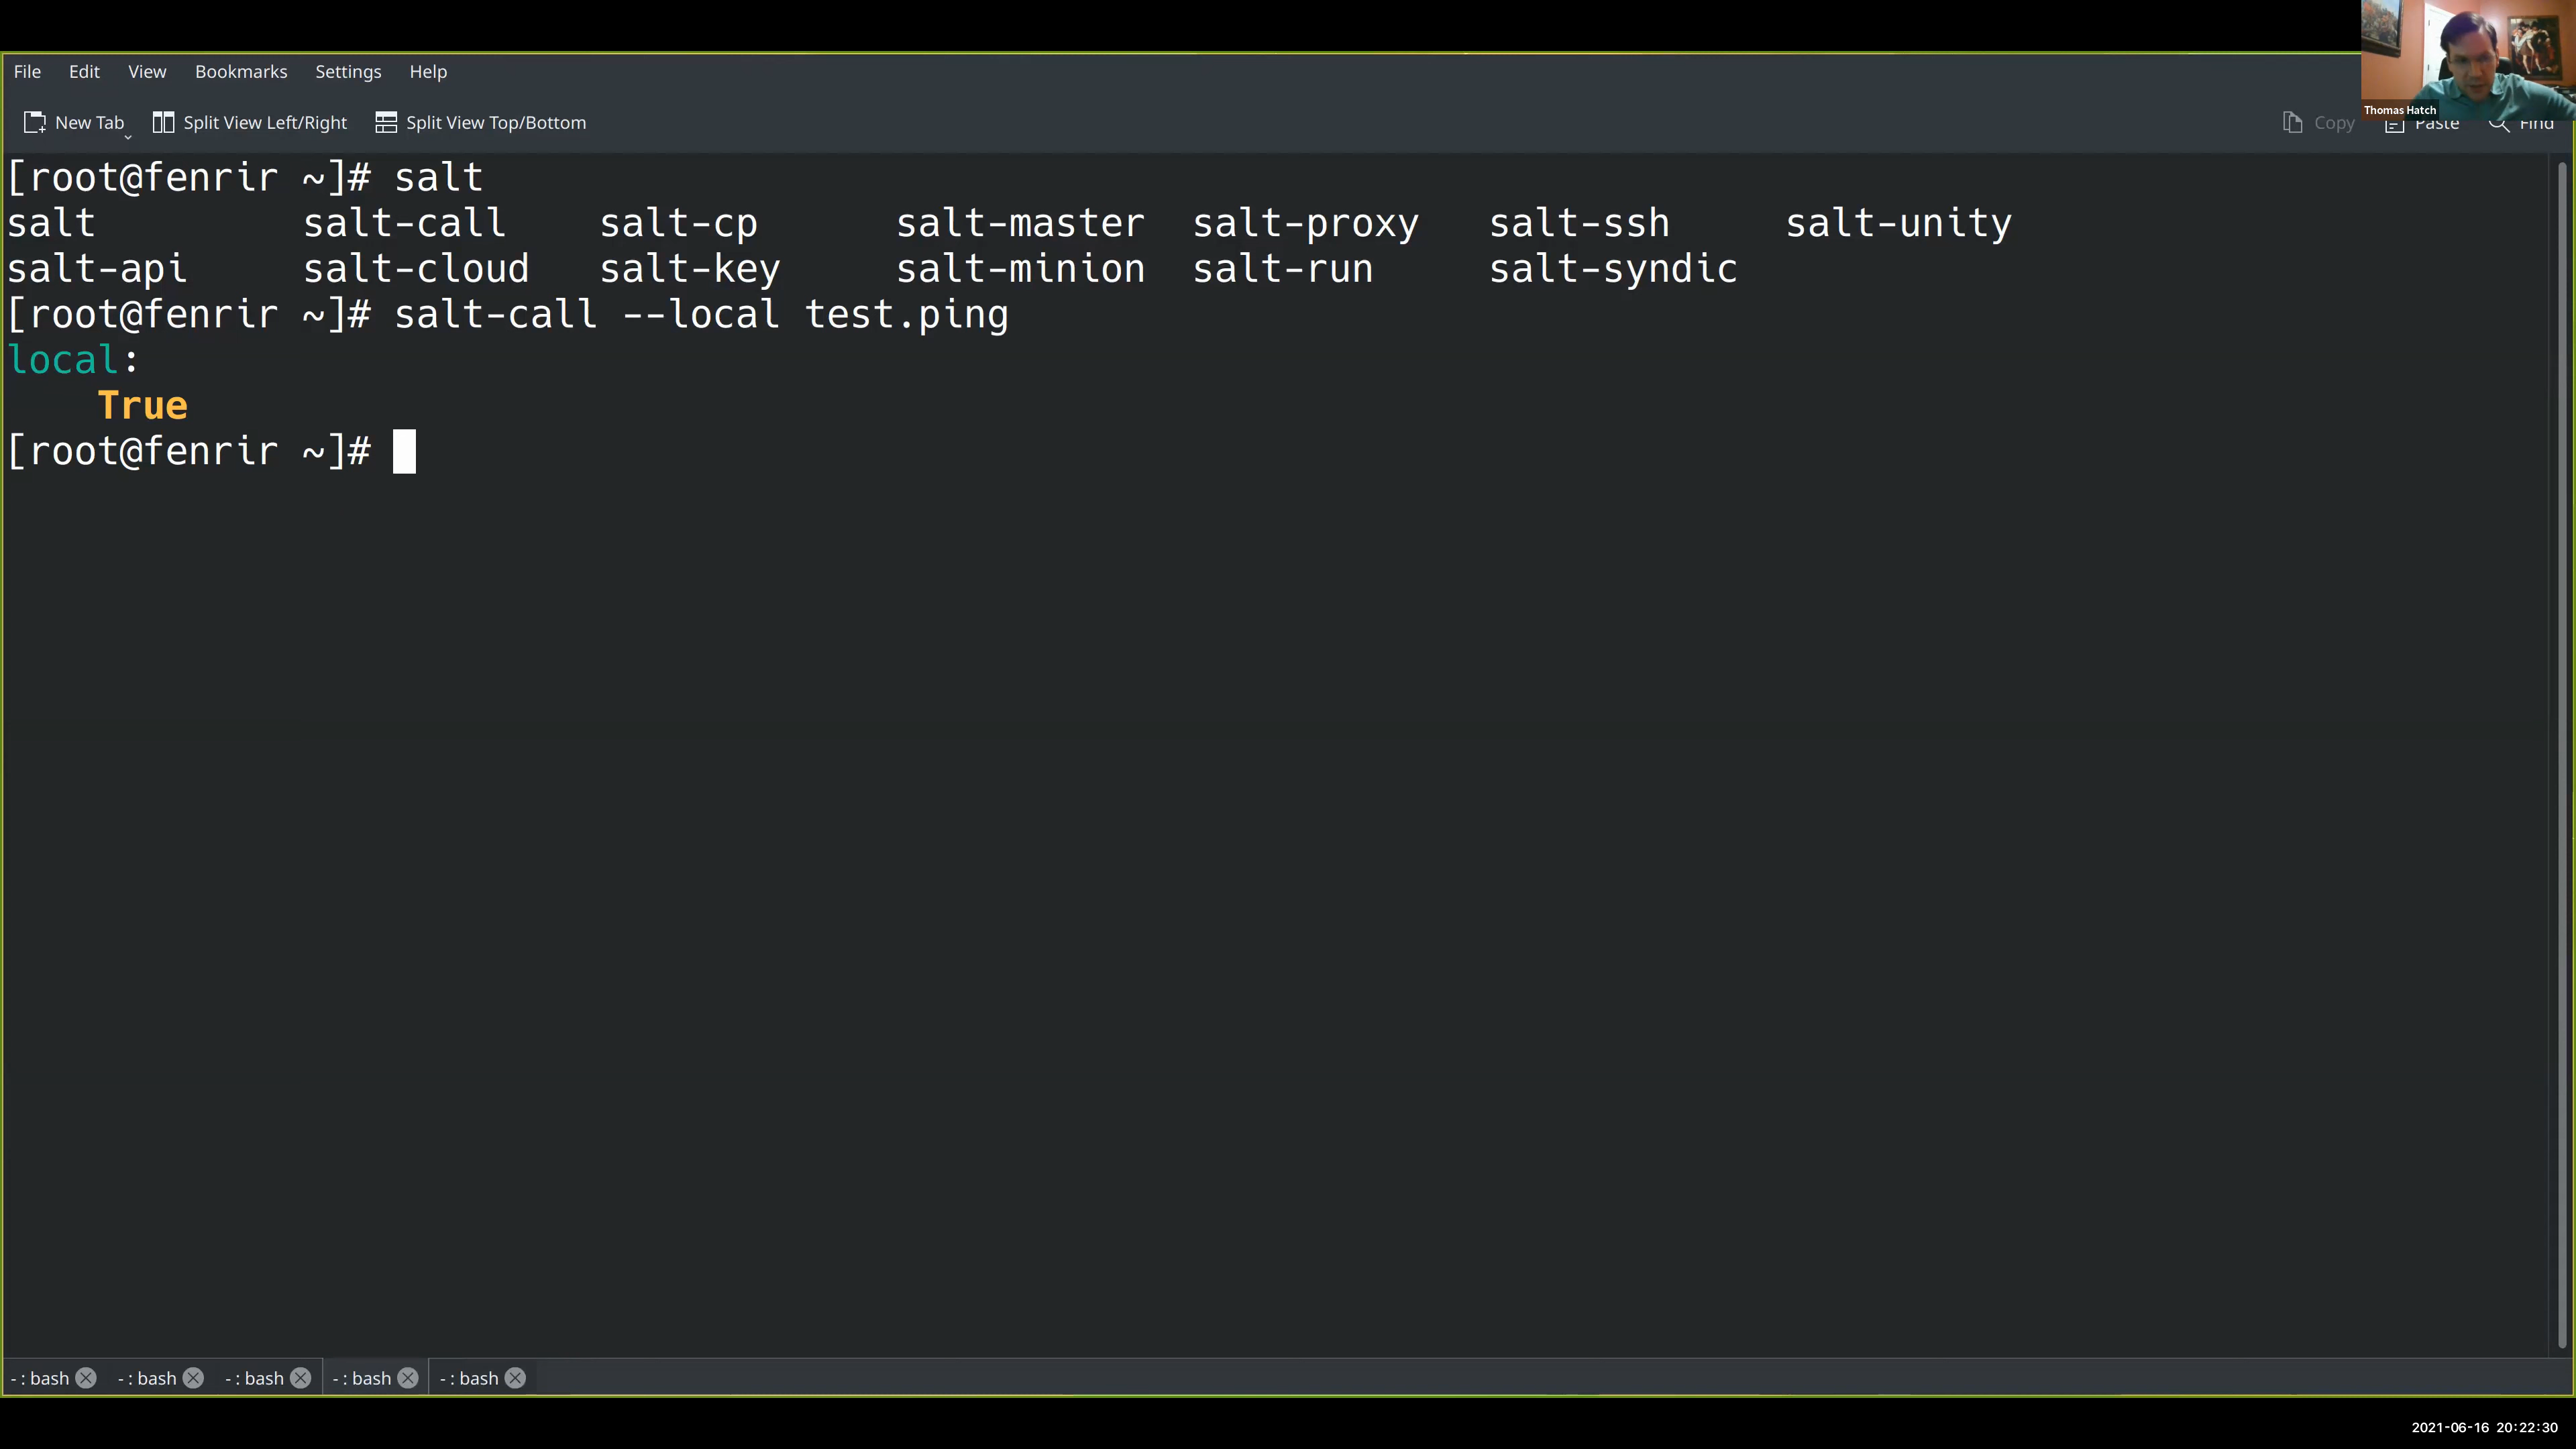 File Edit View Bookmarks Settings Help
New Tab Split View Left/Right Split View Top/Bottom Copy Paste Find
Thomas Hatch
[root@fenrir ~]# salt
salt salt-call salt-cp salt-master salt-proxy salt-ssh salt-unity
salt-api salt-cloud salt-key salt-minion salt-run salt-syndic
[root@fenrir ~]# salt-call --local test.ping
local:
    True
[root@fenrir ~]#
- : bash - : bash - : bash - : bash - : bash
2021-06-16 20:22:30